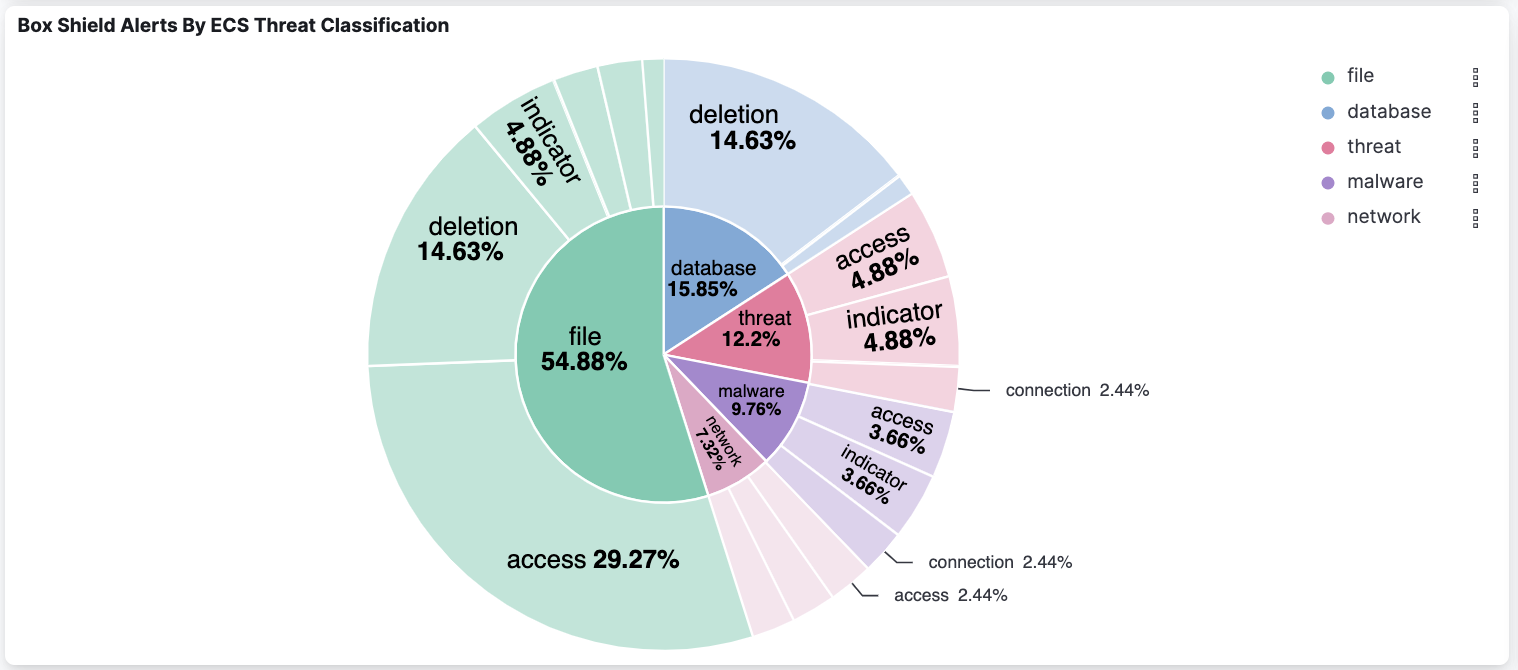 Box Shield Alerts By ECS Threat Classification
file
database
threat
malware
network
deletion
14.63%
indicator
4.88%
deletion
14.63%
database
15.85%
access
4.88%
threat
12.2%
indicator
4.88%
file
54.88%
malware
9.76%
connection 2.44%
access
3.66%
network
7.32%
indicator
3.66%
access 29.27%
connection 2.44%
access 2.44%